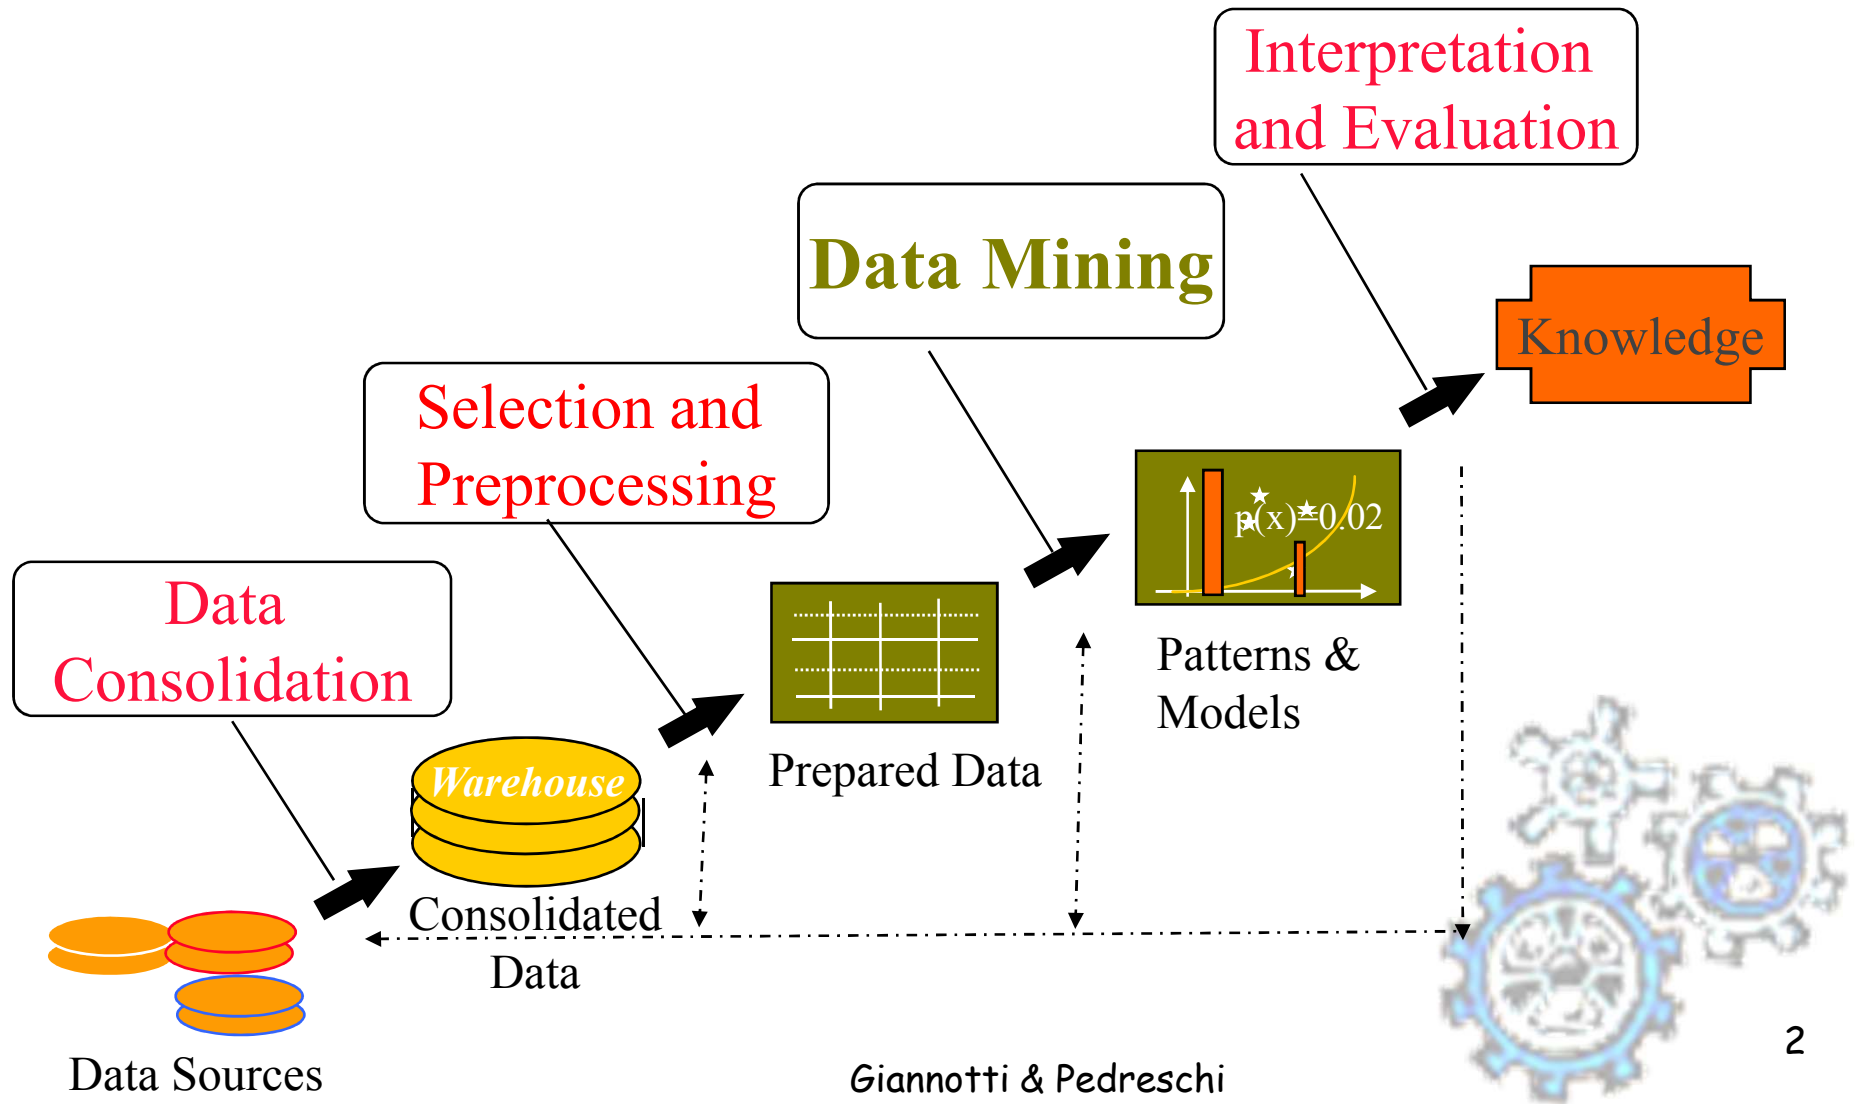 Interpretation
and Evaluation
Data Mining
Knowledge
Selection and
Preprocessing
p(x)=0.02
Data
Consolidation
Patterns &
Models
Warehouse
Prepared Data
Consolidated
Data
Data Sources
Giannotti & Pedreschi
2